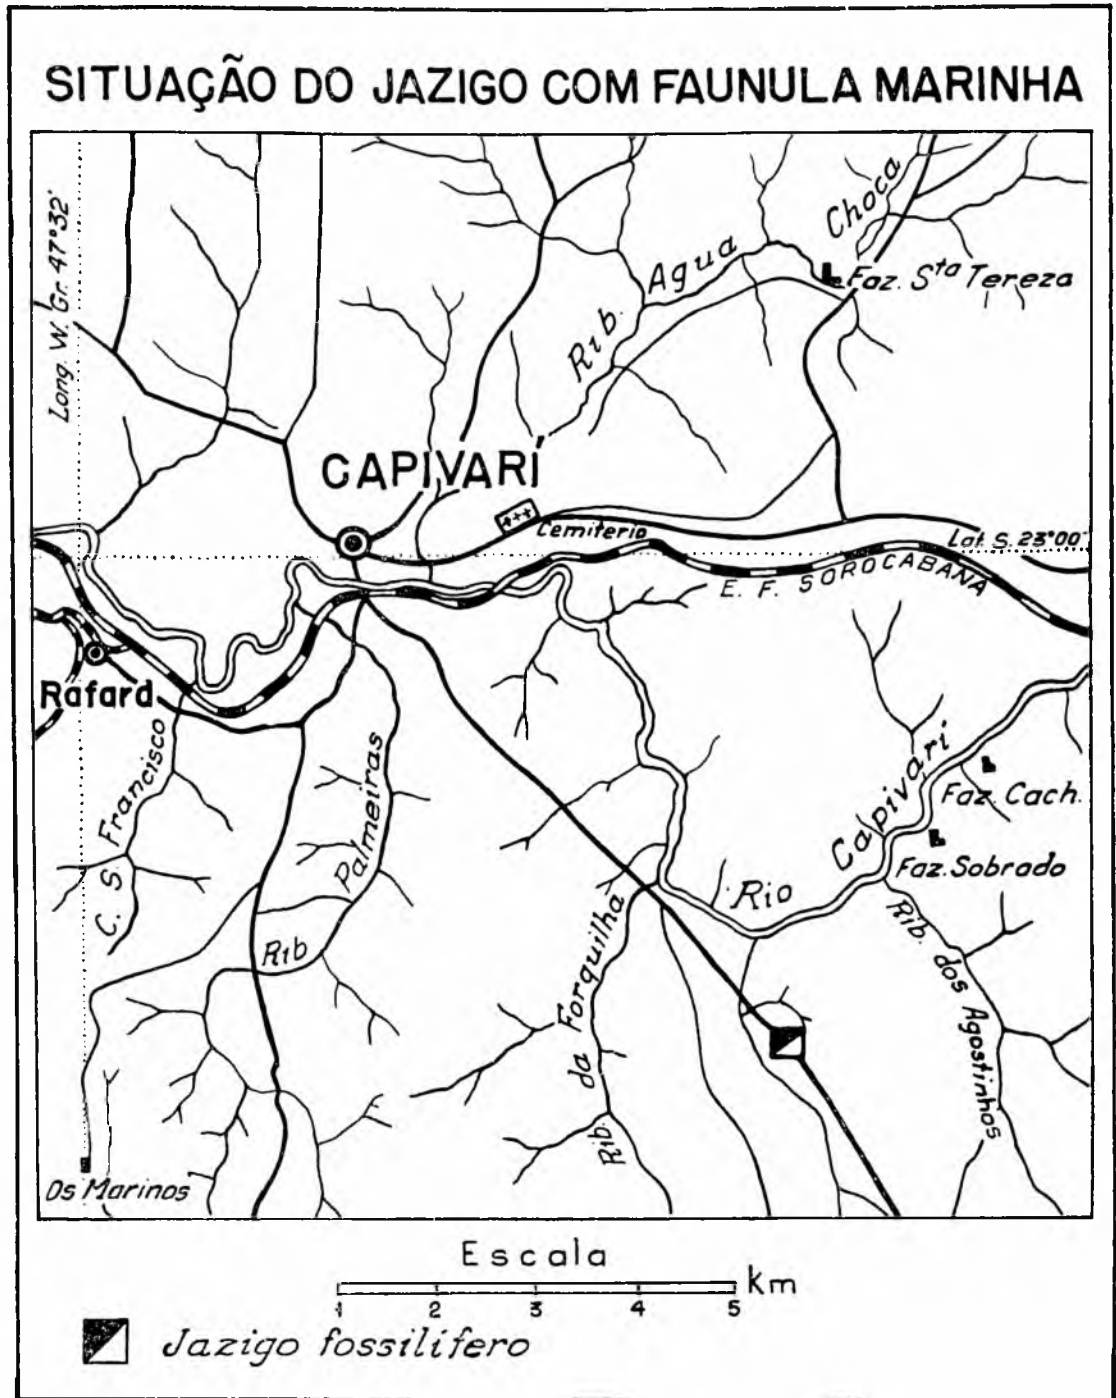 SITUAÇÃO DO JAZIGO COM FAUNULA MARINHA
Long. W. Gr. 47°32'
Rib. Agua Choca
Faz. Sta Tereza
CAPIVARÍ
Cemiterio
Lat. S. 23°00'
E. F. SOROCABANA
Rafard
C. S. Francisco
Rib Palmeiras
Rio Capivari
Faz. Cach.
Faz. Sobrado
Rib. da Forquilha
Rib. dos Agostinhos
Os Marinos
Escala
1 2 3 4 5 km
Jazigo fossilífero